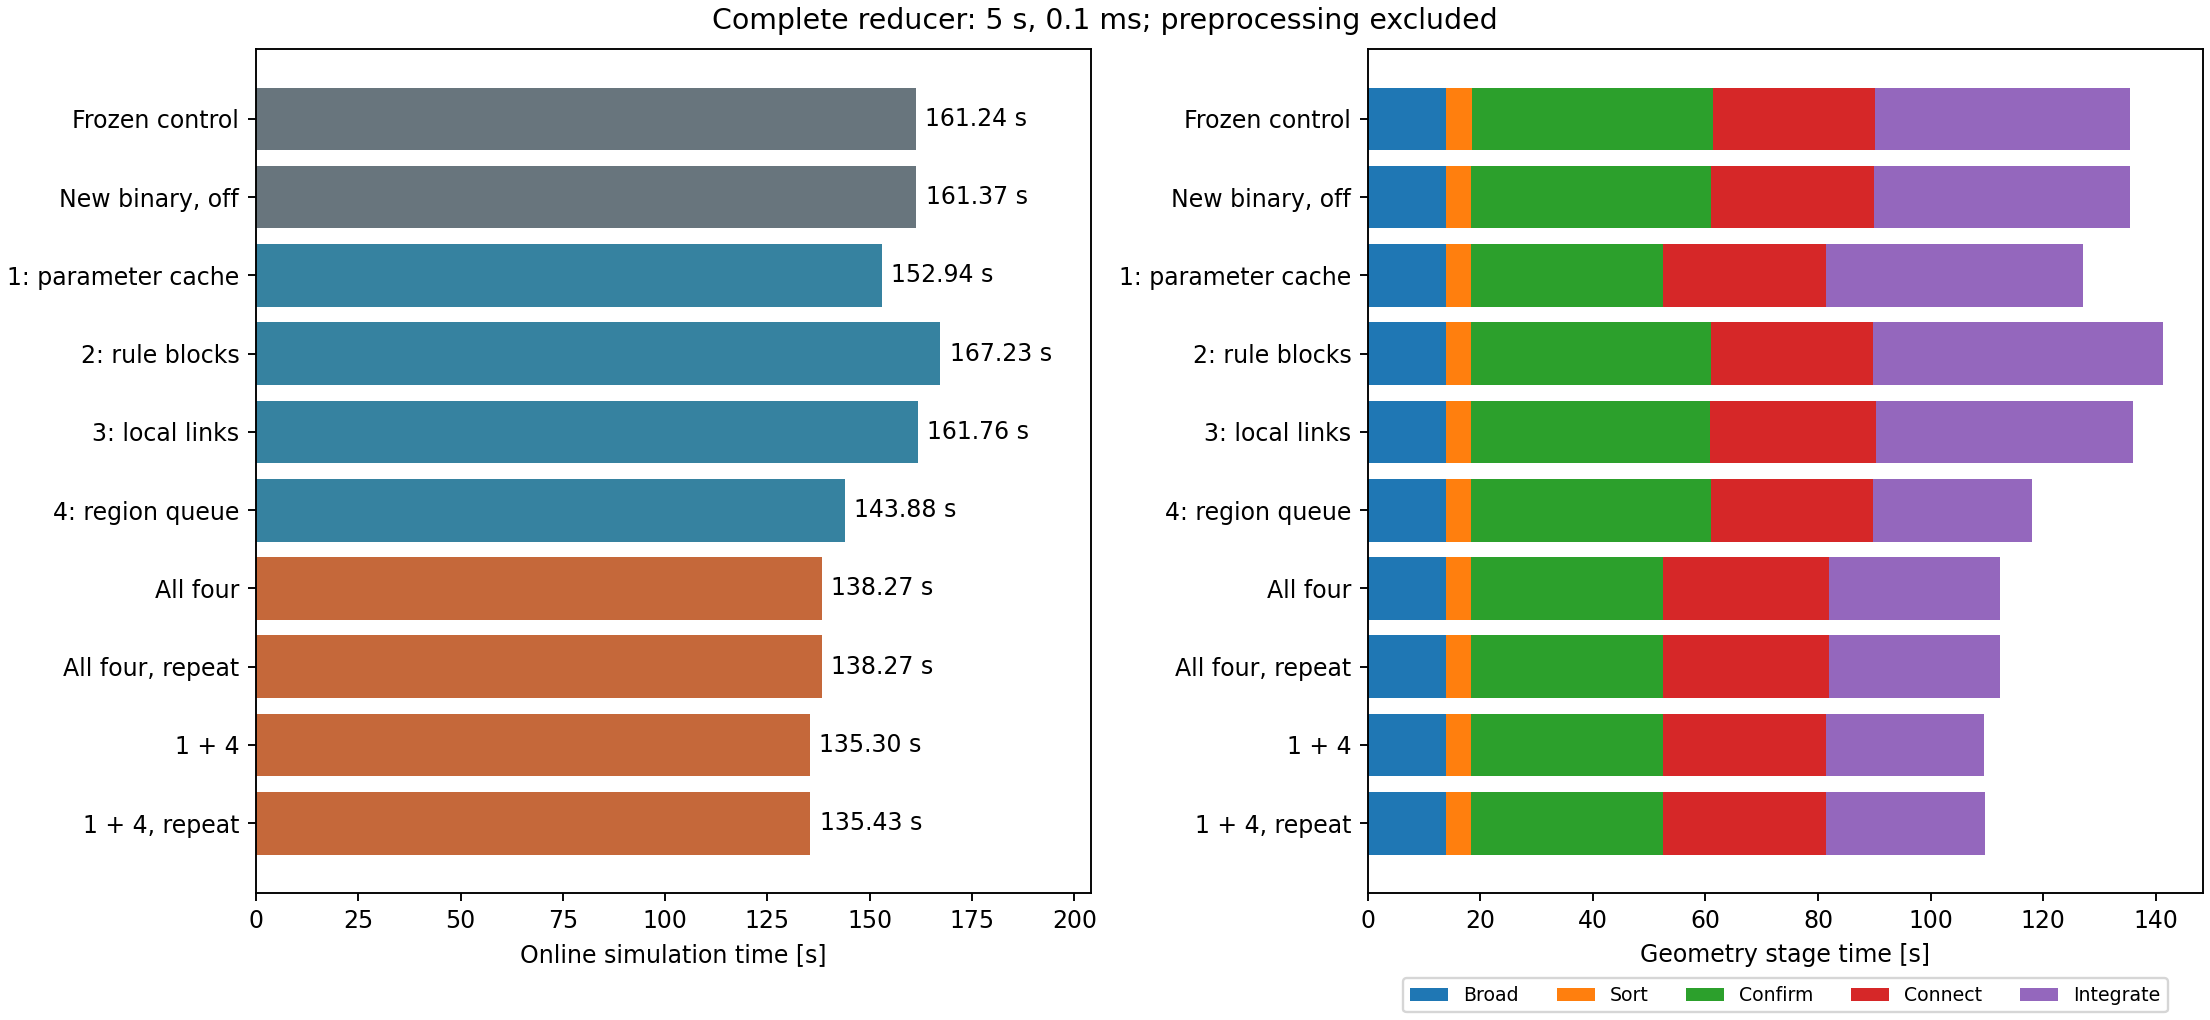 Complete reducer: 5 s, 0.1 ms; preprocessing excluded
Frozen control
161.24 s
New binary, off
161.37 s
1: parameter cache
152.94 s
2: rule blocks
167.23 s
3: local links
161.76 s
4: region queue
143.88 s
All four
138.27 s
All four, repeat
138.27 s
1 + 4
135.30 s
1 + 4, repeat
135.43 s
0 25 50 75 100 125 150 175 200
Online simulation time [s]
Frozen control
New binary, off
1: parameter cache
2: rule blocks
3: local links
4: region queue
All four
All four, repeat
1 + 4
1 + 4, repeat
0 20 40 60 80 100 120 140
Geometry stage time [s]
Broad Sort Confirm Connect Integrate